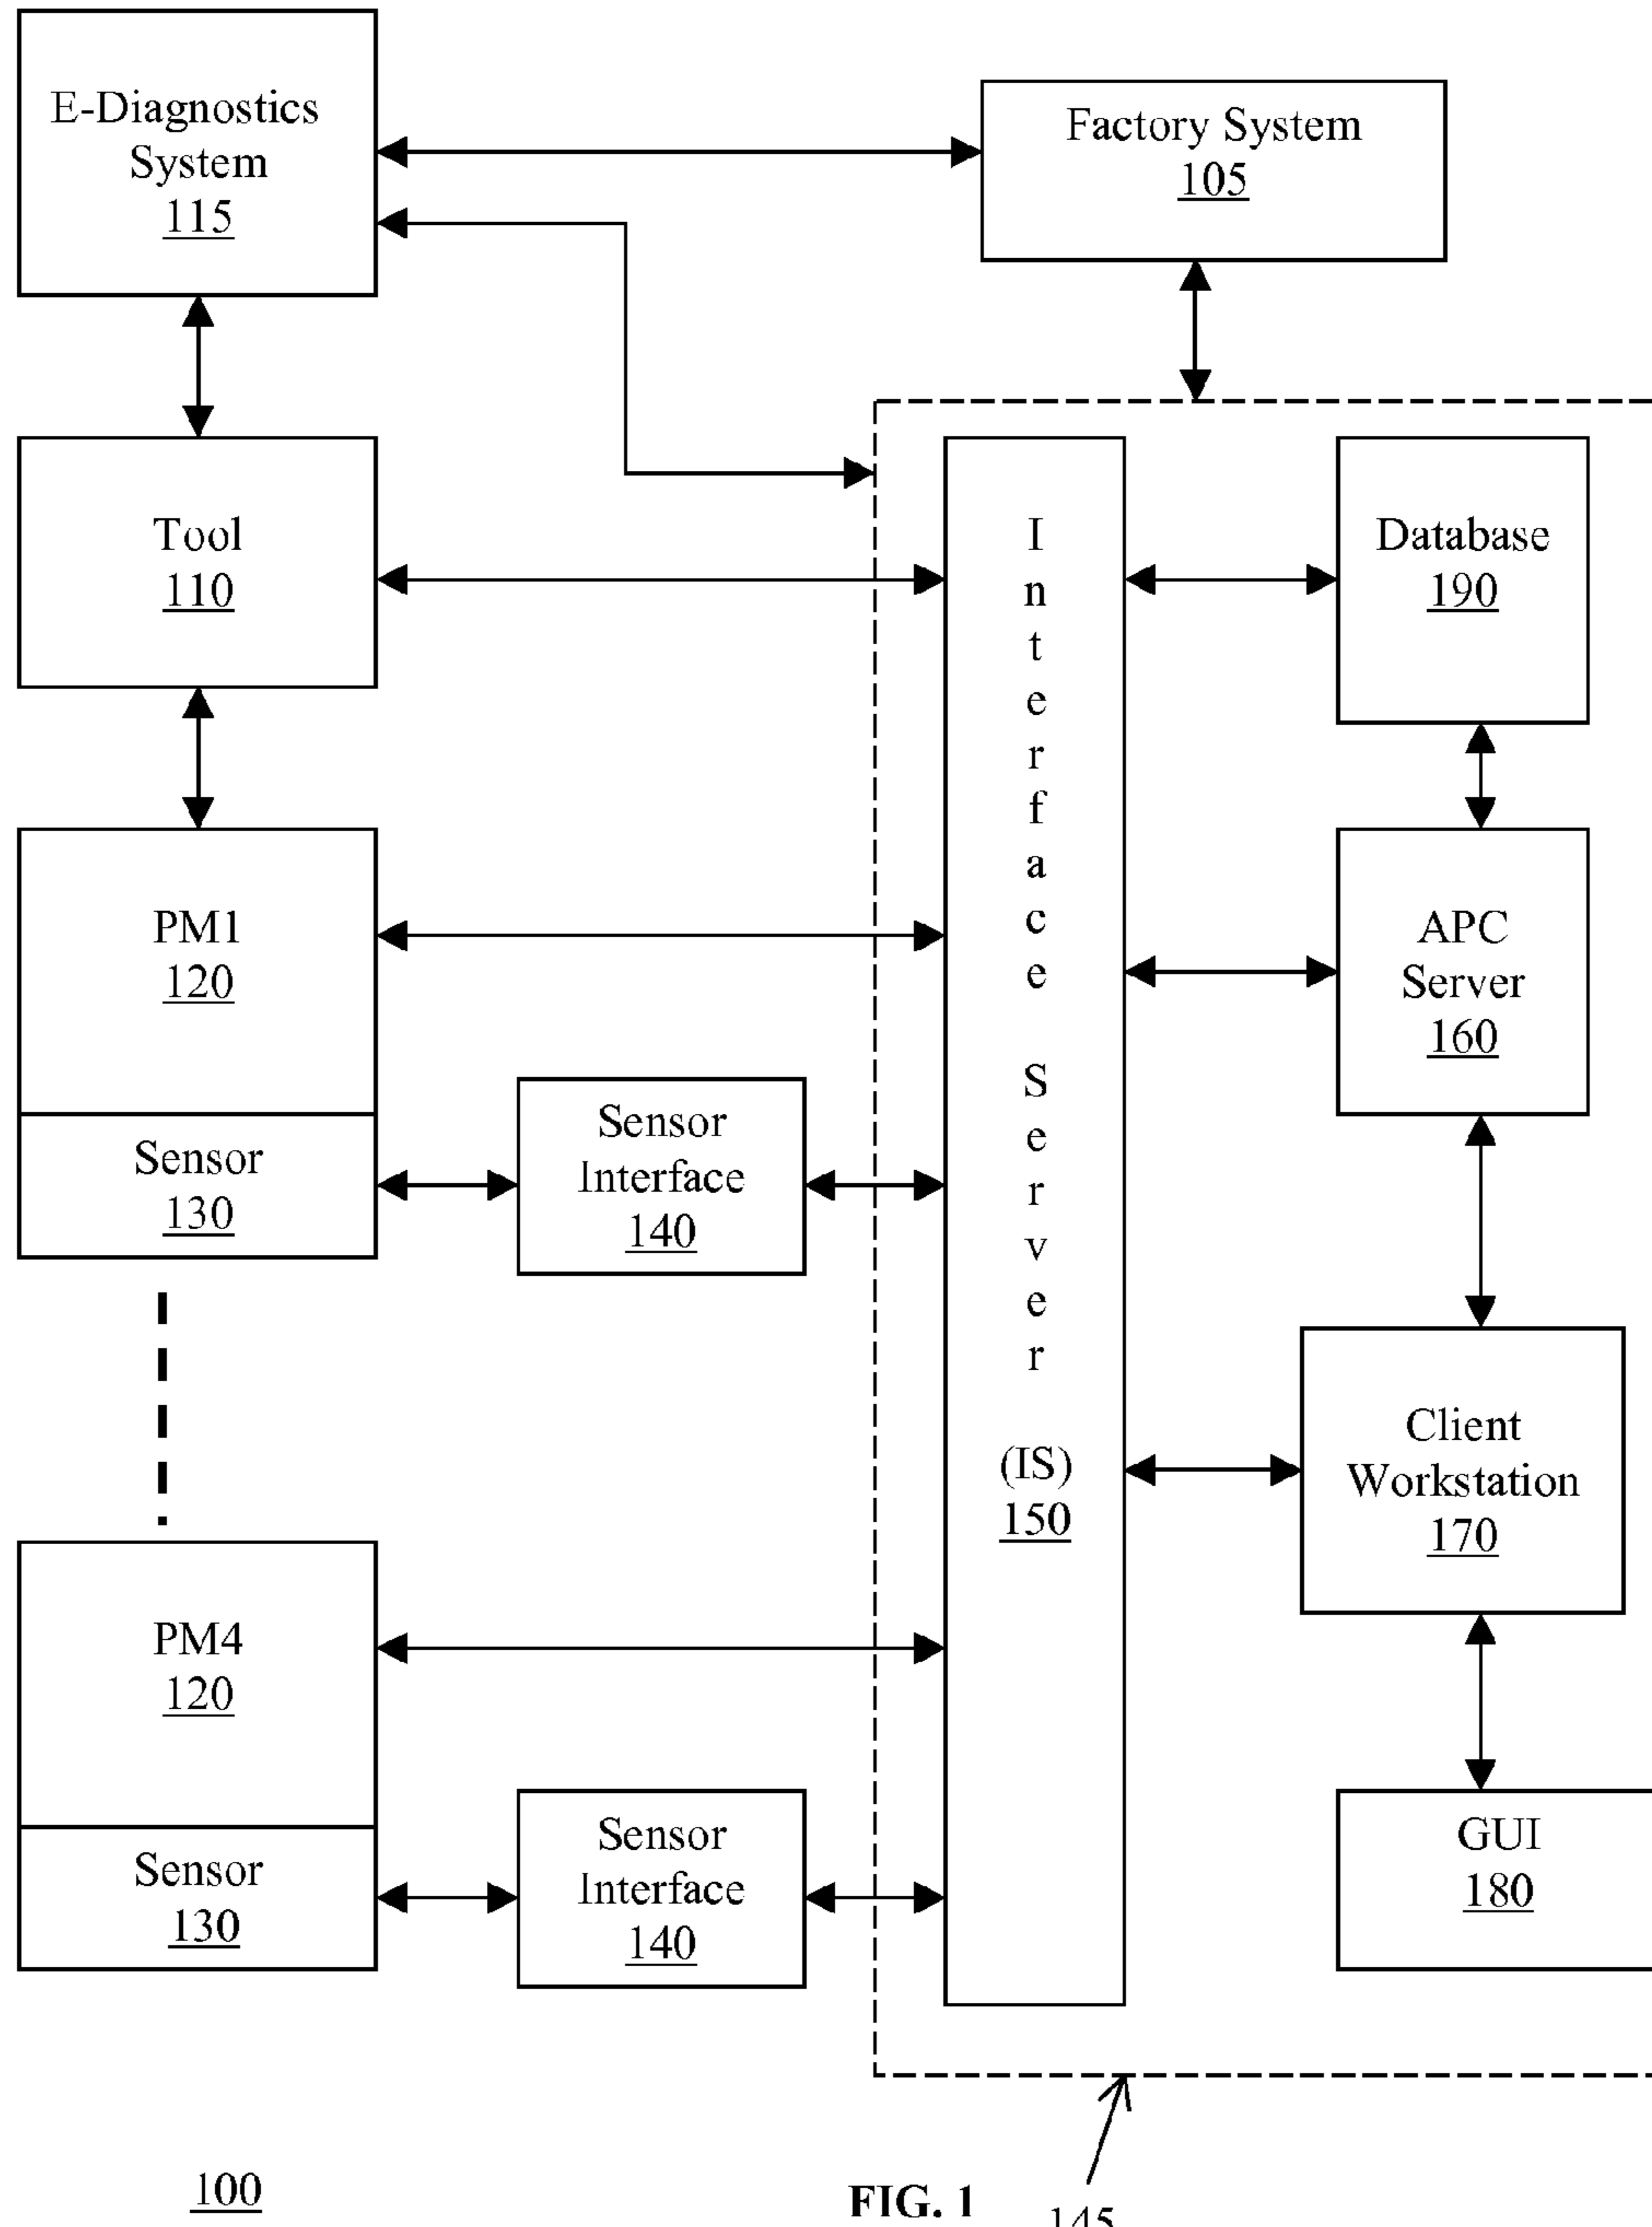 E-Diagnostics
System
115
Factory System
105
Tool
110
Database
190
PM1
120
APC
Server
160
Sensor
130
Sensor
Interface
140
Interface Server
(IS)
150
Client
Workstation
170
PM4
120
Sensor
130
Sensor
Interface
140
GUI
180
100
FIG. 1
145